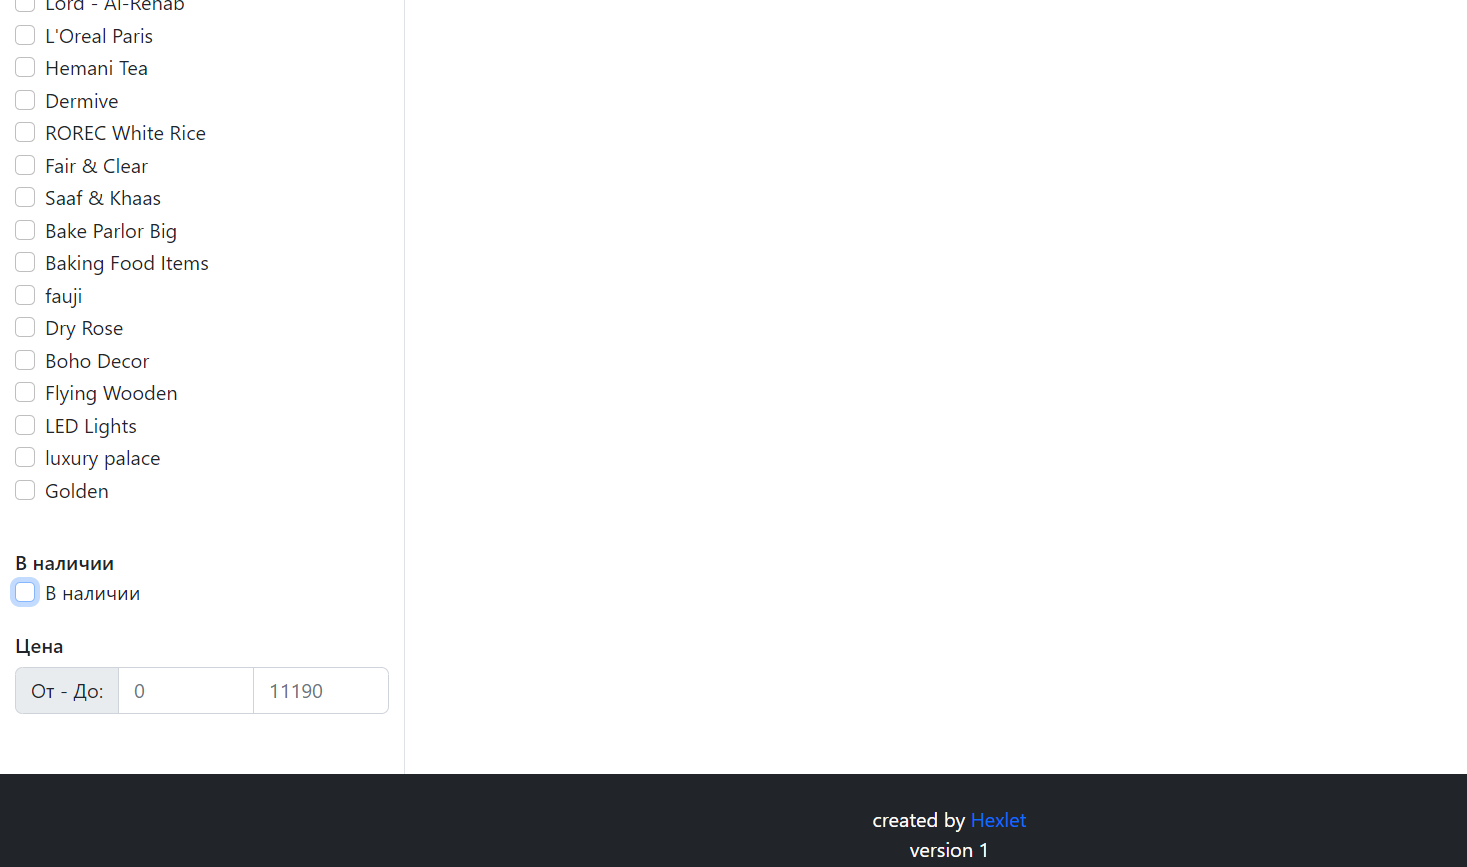 Lord - Al-Rehab
L'Oreal Paris
Hemani Tea
Dermive
ROREC White Rice
Fair & Clear
Saaf & Khaas
Bake Parlor Big
Baking Food Items
fauji
Dry Rose
Boho Decor
Flying Wooden
LED Lights
luxury palace
Golden
В наличии
В наличии
Цена
От - До: 0 11190
created by Hexlet
version 1